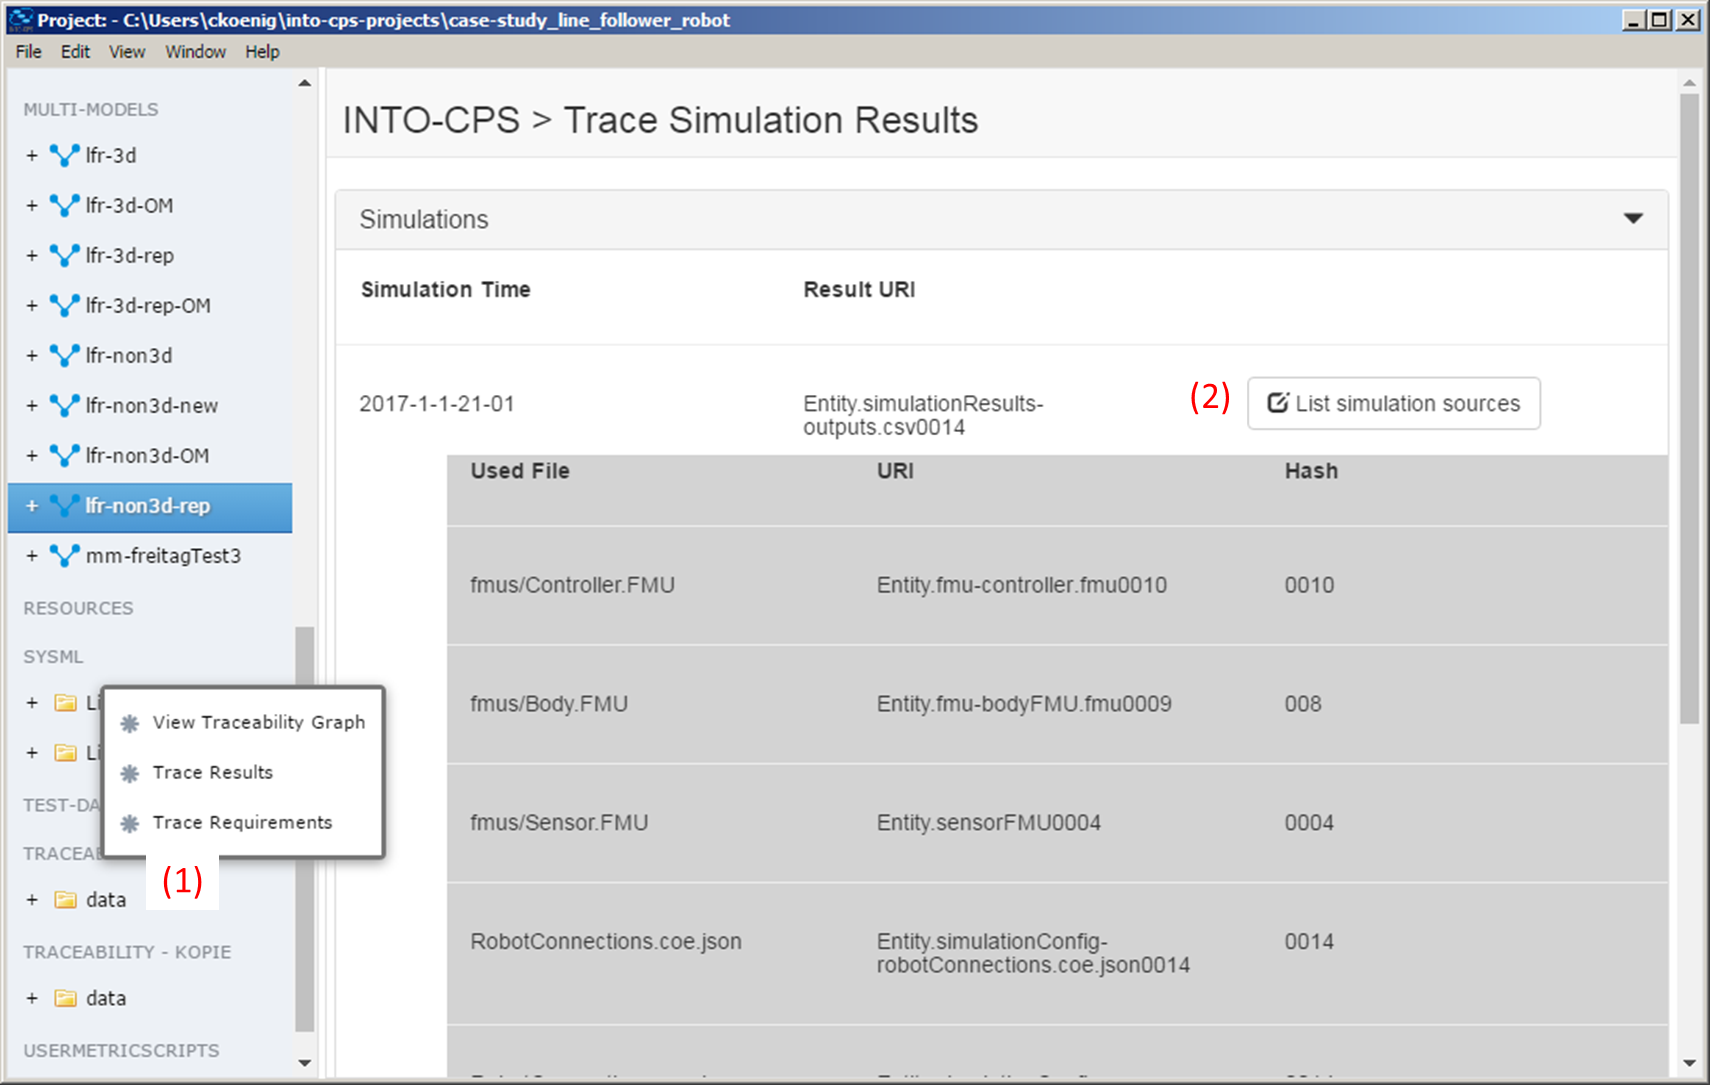 Project: - C:\Users\ckoenig\into-cps-projects\case-study_line_follower_robot
File Edit View Window Help
MULTI-MODELS
+ lfr-3d
+ lfr-3d-OM
+ lfr-3d-rep
+ lfr-3d-rep-OM
+ lfr-non3d
+ lfr-non3d-new
+ lfr-non3d-OM
+ lfr-non3d-rep
+ mm-freitagTest3
RESOURCES
SYSML
+ Li
+ Li
View Traceability Graph
Trace Results
Trace Requirements
TEST-DA
TRACEA
(1)
+ data
TRACEABILITY - KOPIE
+ data
USERMETRICSCRIPTS
INTO-CPS > Trace Simulation Results
Simulations
Simulation Time Result URI
2017-1-1-21-01 Entity.simulationResults-
outputs.csv0014
(2) List simulation sources
Used File URI Hash
fmus/Controller.FMU Entity.fmu-controller.fmu0010 0010
fmus/Body.FMU Entity.fmu-bodyFMU.fmu0009 008
fmus/Sensor.FMU Entity.sensorFMU0004 0004
RobotConnections.coe.json Entity.simulationConfig- 0014
robotConnections.coe.json0014